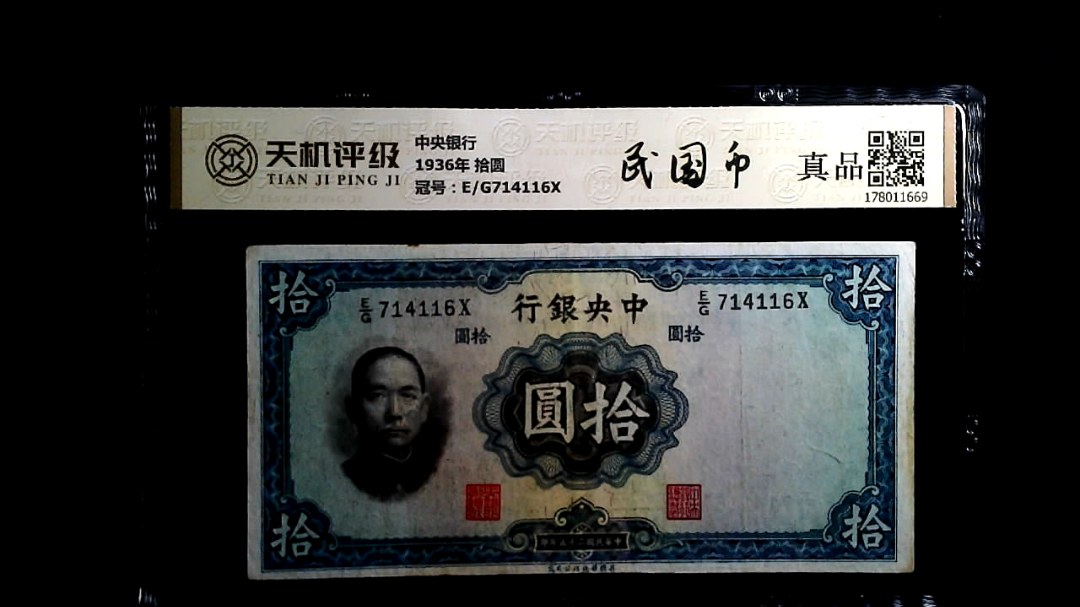 天机评级
TIAN JI PING JI
中央银行
1936年 拾圆
冠号：E/G714116X
民国币
真品
178011669
拾
拾
E/G 714116X
行銀央中
E/G 714116X
圓拾
圓拾
圓拾
拾
拾